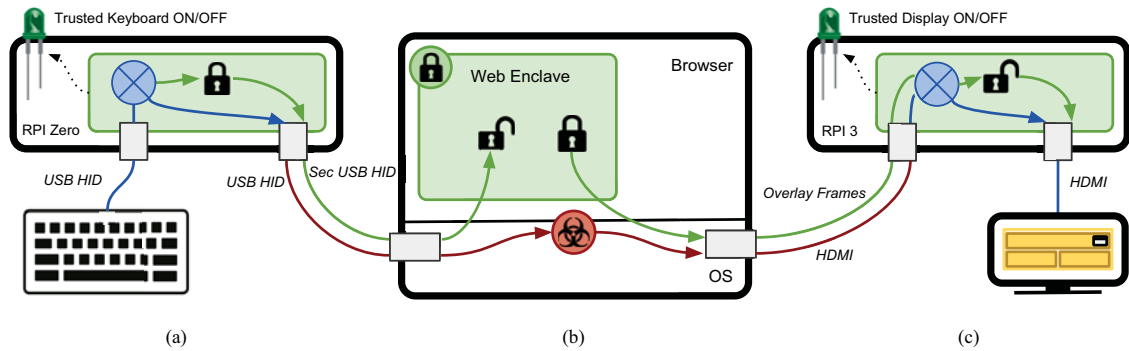 Trusted Keyboard ON/OFF
RPI Zero
USB HID
USB HID
Sec USB HID
(a)
Web Enclave
Browser
OS
(b)
Trusted Display ON/OFF
RPI 3
Overlay Frames
HDMI
HDMI
(c)